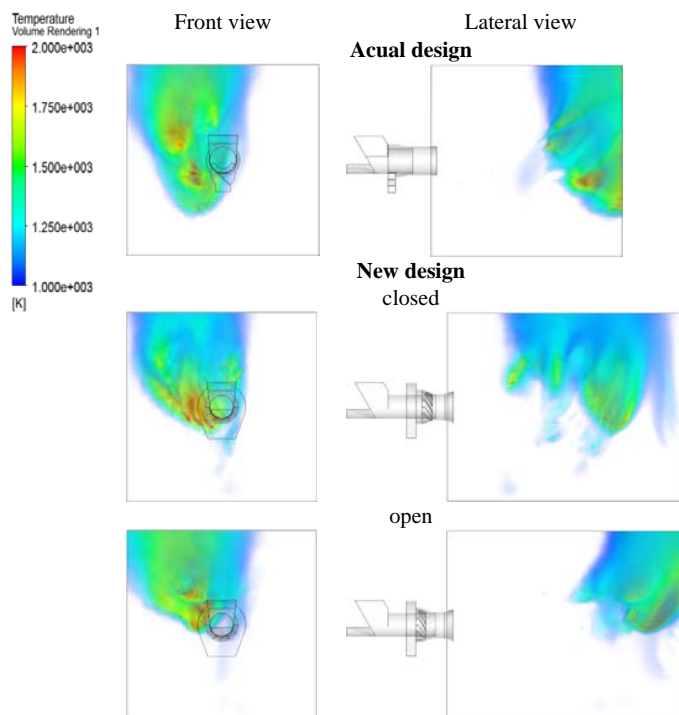 Temperature
Volume Rendering 1
2.000e+003
1.750e+003
1.500e+003
1.250e+003
1.000e+003
[K]
Front view
Lateral view
Acual design
New design
closed
open